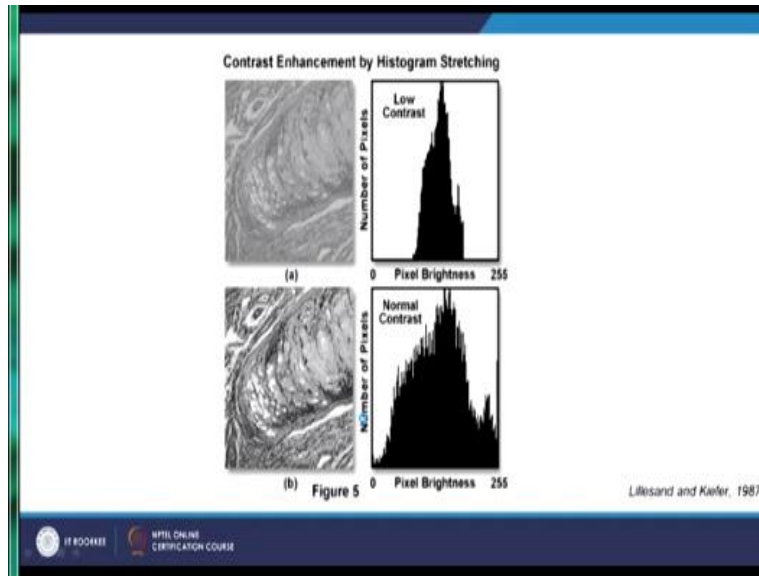 Contrast Enhancement by Histogram Stretching
Low
Contrast
Number of Pixels
(a)
0 Pixel Brightness 255
Normal
Contrast
Number of Pixels
(b)
Figure 5
0 Pixel Brightness 255
Lillesand and Kiefer, 1987
IIT ROORKEE
NPTEL ONLINE
CERTIFICATION COURSE